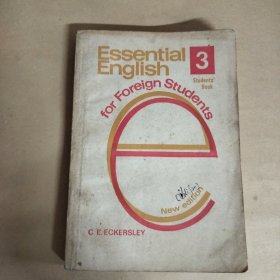 Essential
English
3
Students'
Book
for Foreign Students
New edition
C. E. ECKERSLEY